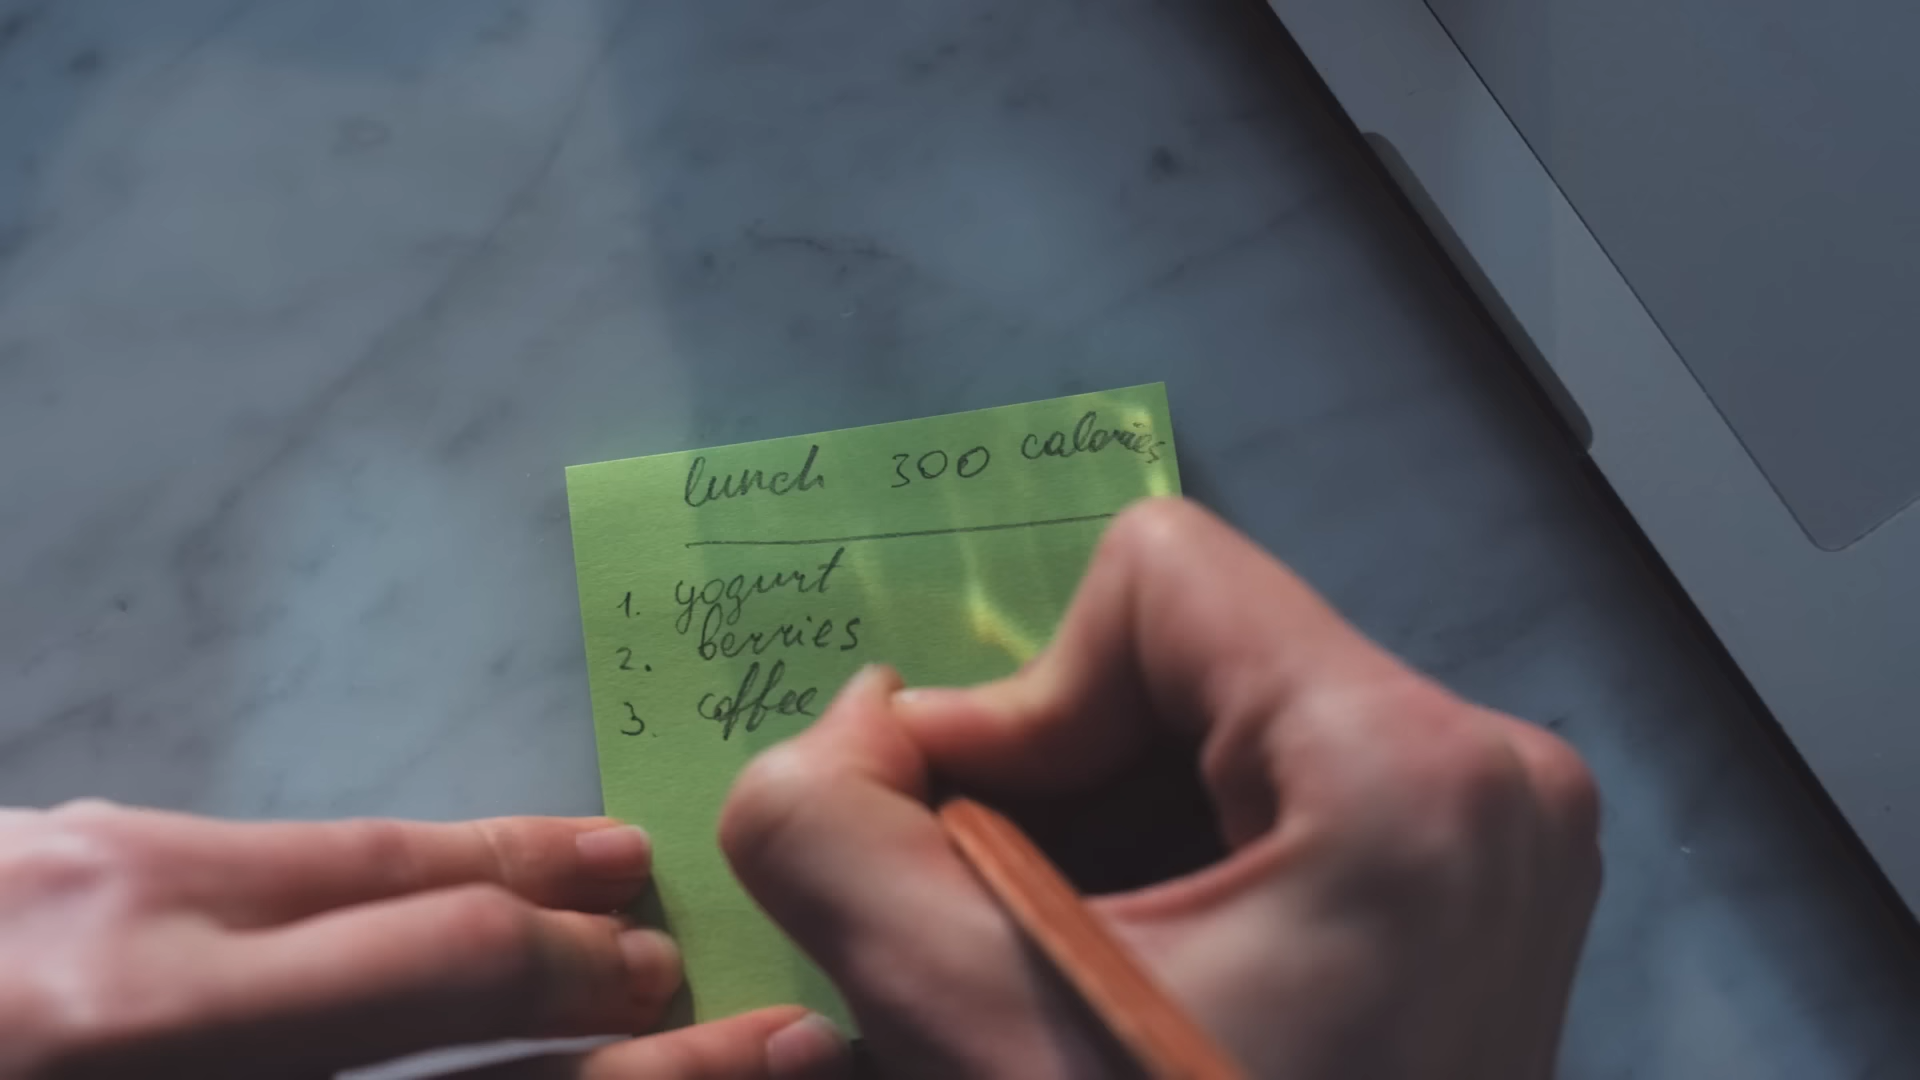 lunch 300 calories
1. yogurt
2. berries
3. coffee